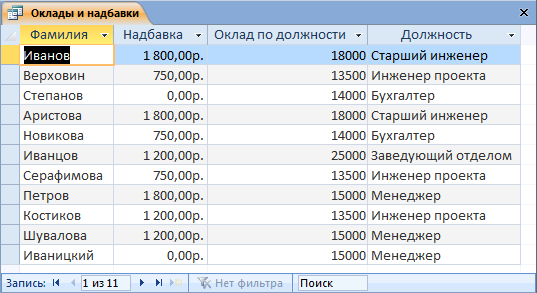 Оклады и надбавки
Фамилия Надбавка Оклад по должности Должность
Иванов 1 800,00р. 18000 Старший инженер
Верховин 750,00р. 13500 Инженер проекта
Степанов 0,00р. 14000 Бухгалтер
Аристова 1 800,00р. 18000 Старший инженер
Новикова 750,00р. 14000 Бухгалтер
Иванцов 1 200,00р. 25000 Заведующий отделом
Серафимова 750,00р. 13500 Инженер проекта
Петров 1 800,00р. 15000 Менеджер
Костиков 1 200,00р. 13500 Инженер проекта
Шувалова 1 200,00р. 15000 Менеджер
Иваницкий 0,00р. 15000 Менеджер
Запись: 1 из 11 Нет фильтра Поиск